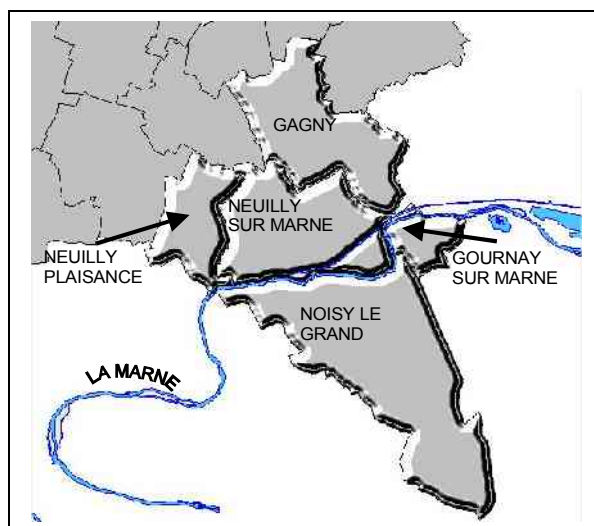 GAGNY
NEUILLY
SUR MARNE
NEUILLY
PLAISANCE
GOURNAY
SUR MARNE
NOISY LE
GRAND
LA MARNE